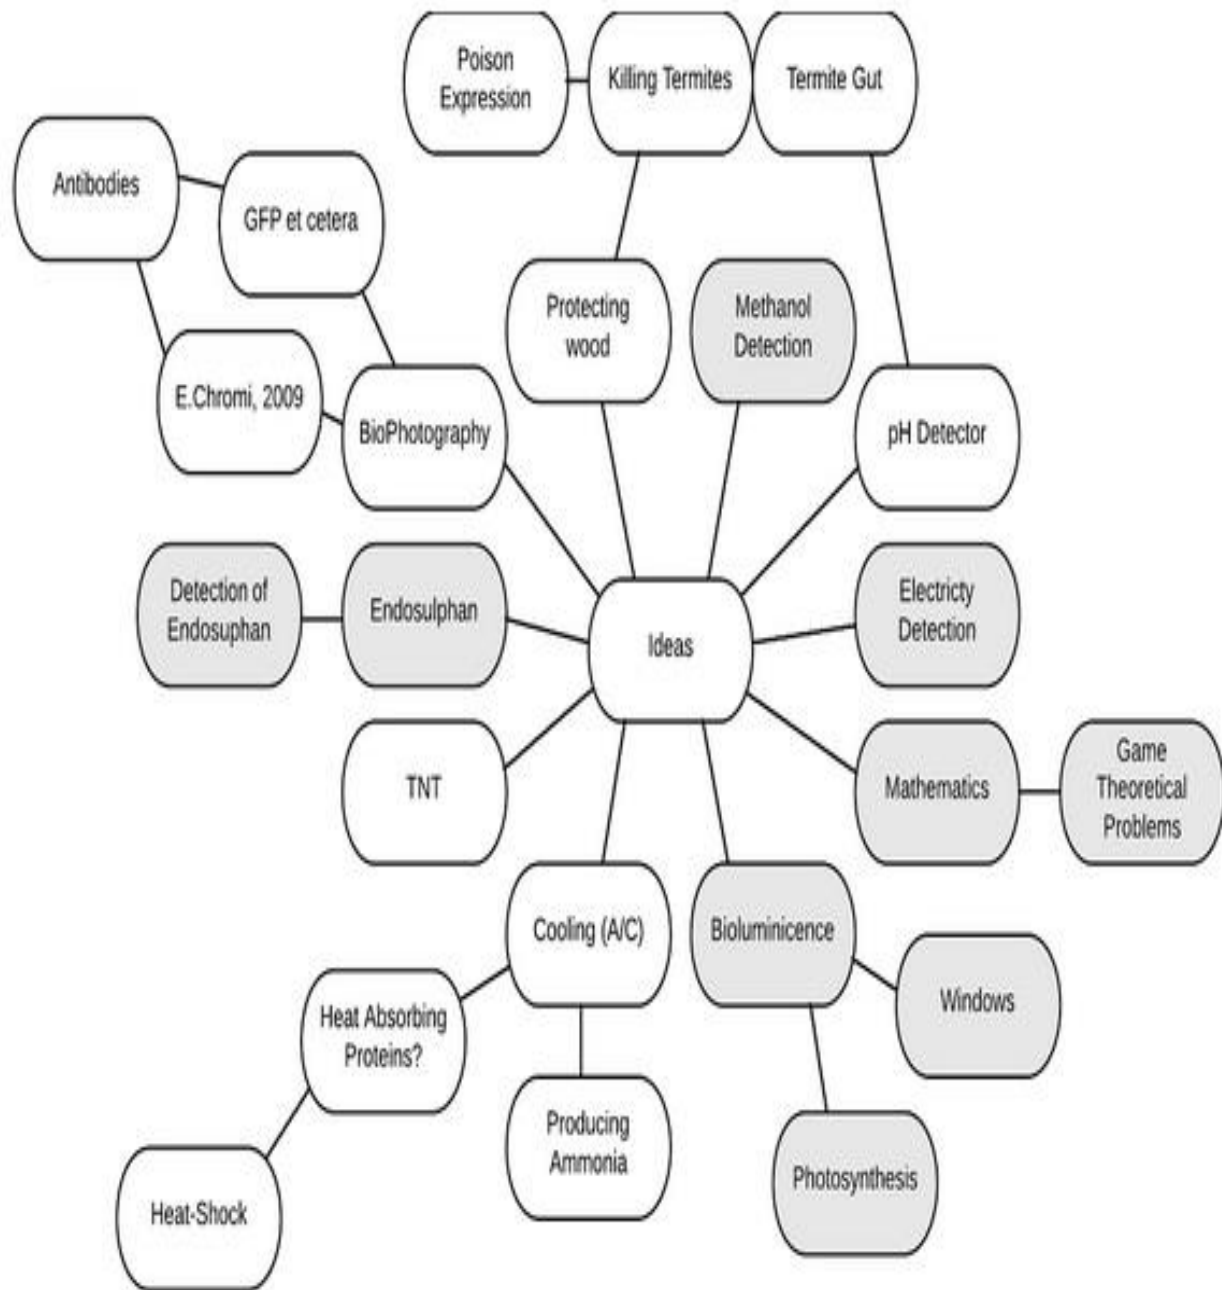 Poison
Expression
Killing Termites
Termite Gut
Antibodies
GFP et cetera
Protecting
wood
Methanol
Detection
E.Chromi, 2009
BioPhotography
pH Detector
Detection of
Endosuphan
Endosulphan
Ideas
Electricty
Detection
TNT
Mathematics
Game
Theoretical
Problems
Cooling (A/C)
Bioluminicence
Windows
Heat Absorbing
Proteins?
Producing
Ammonia
Photosynthesis
Heat-Shock